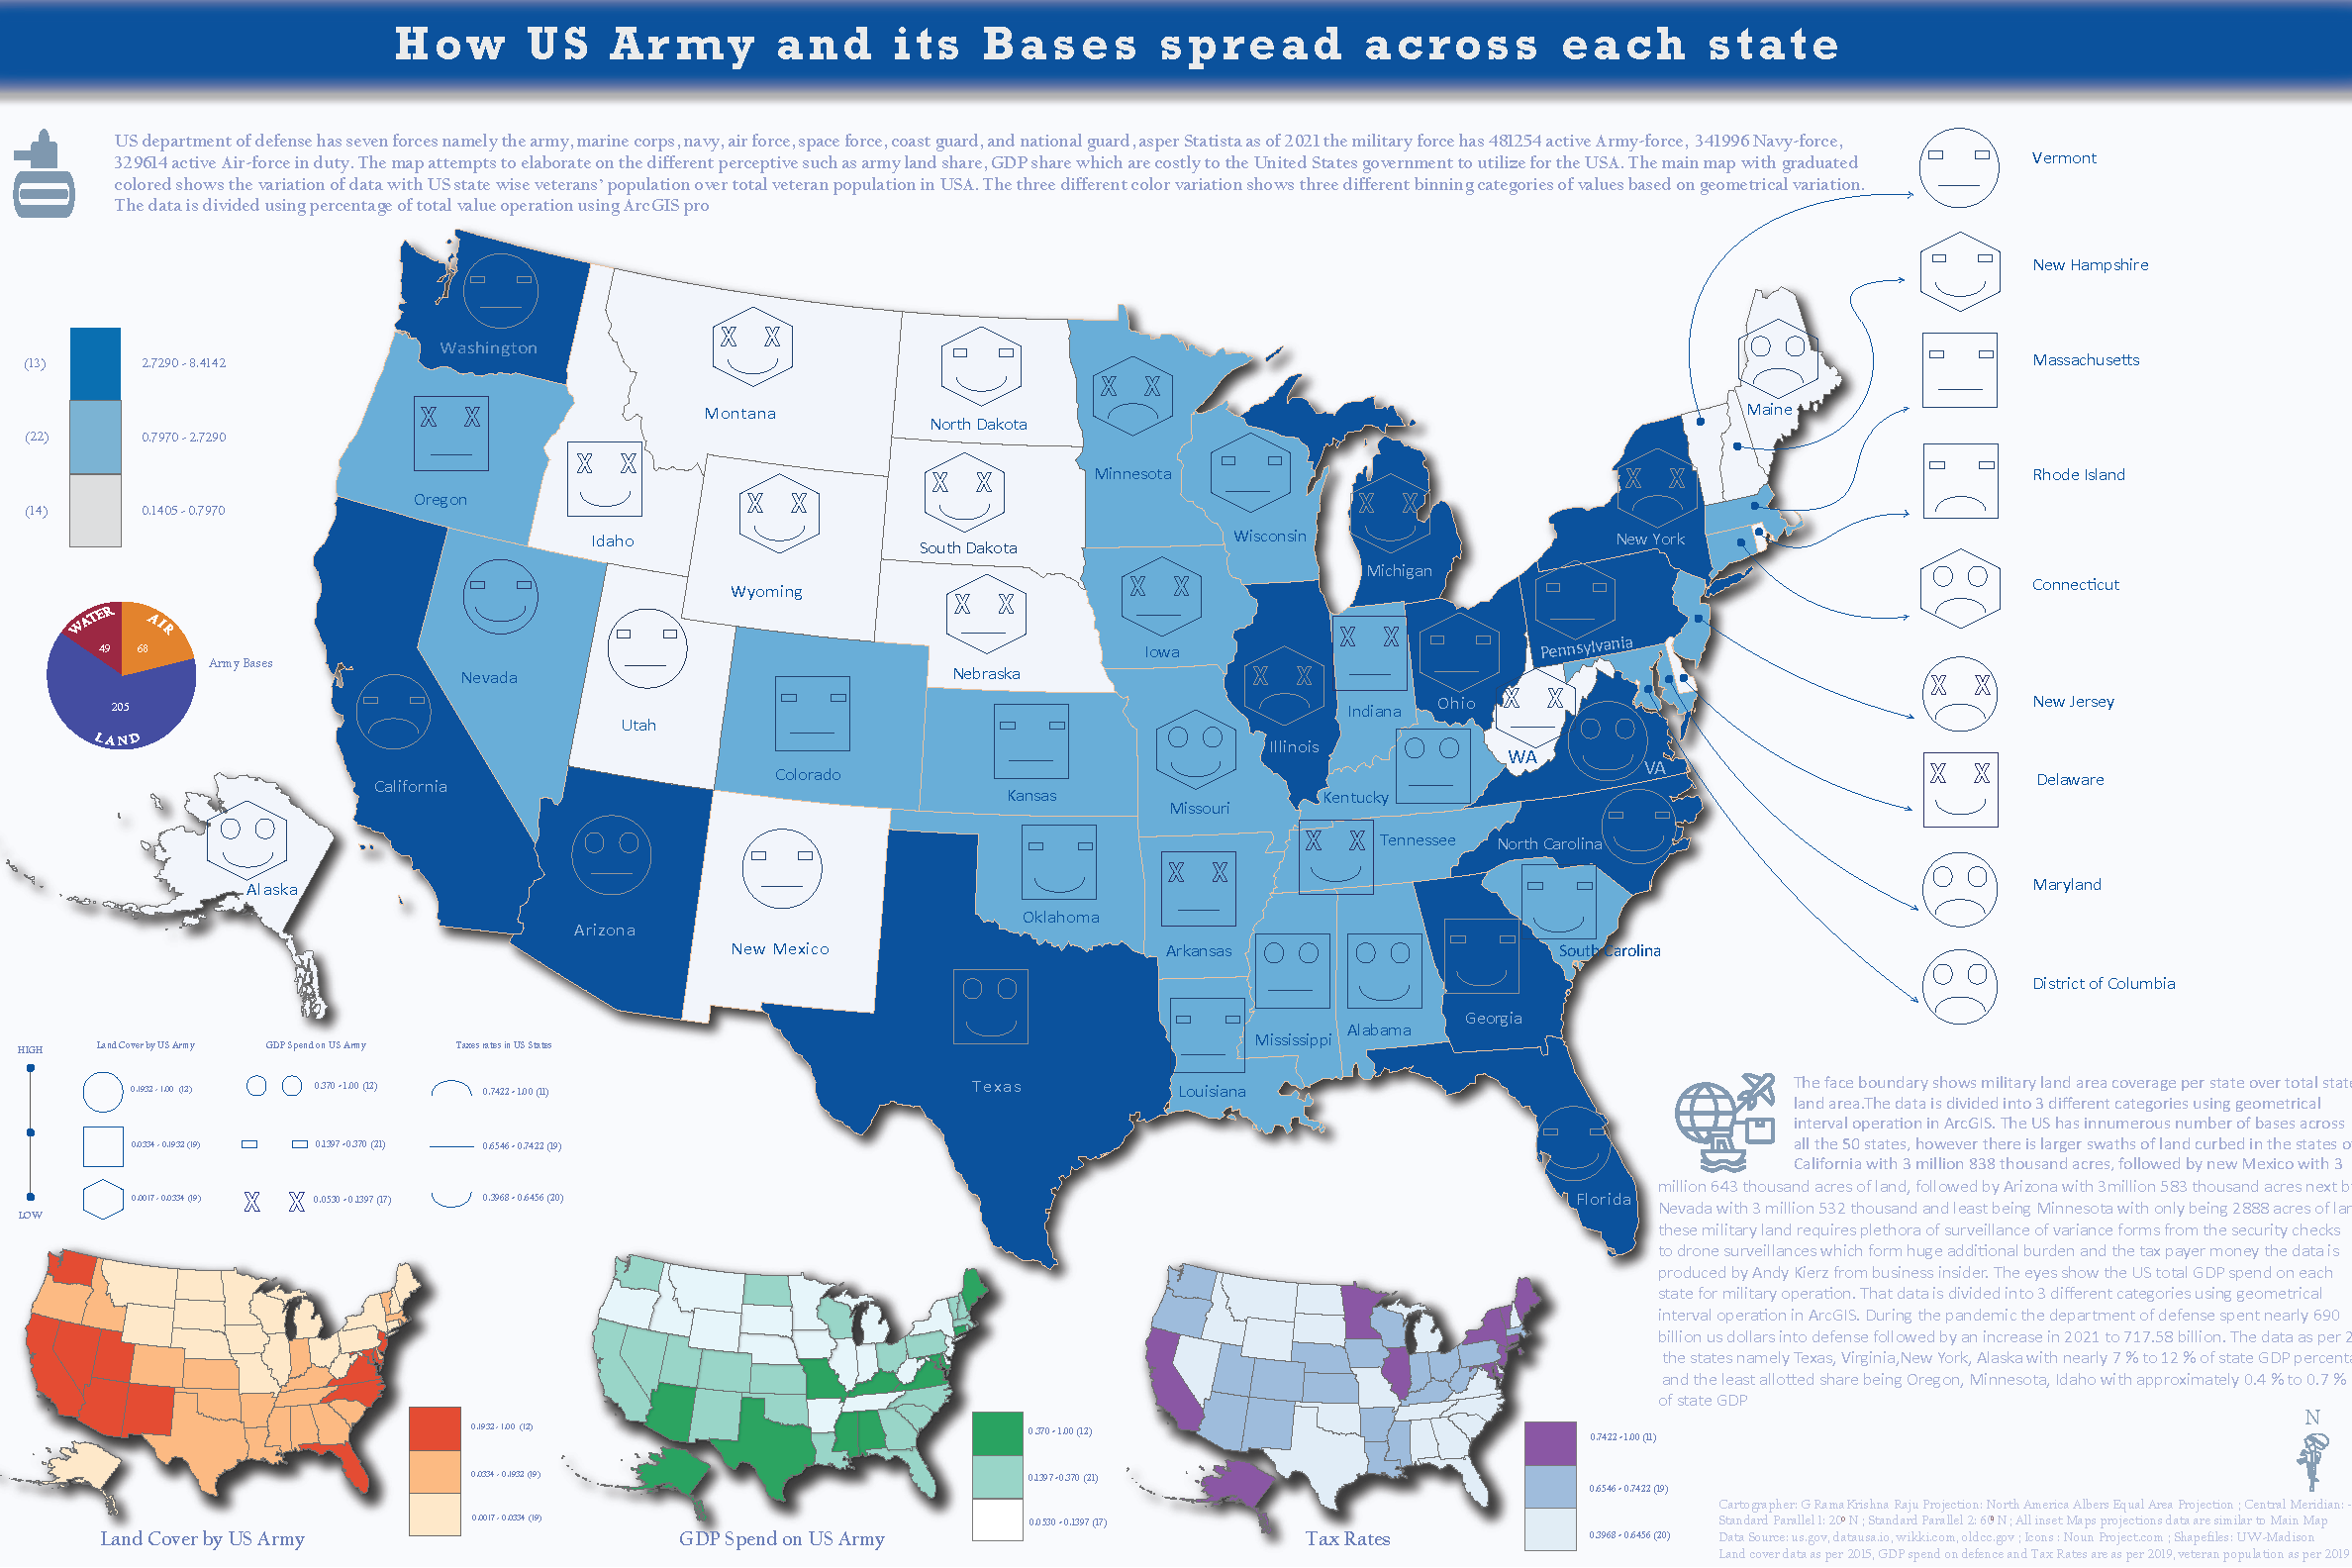 How US Army and its Bases spread across each state
US department of defense has seven forces namely the army, marine corps, navy, air force, space force, coast guard, and national guard, asper Statista as of 2021 the military force has 481254 active Army-force, 341996 Navy-force,
329614 active Air-force in duty. The map attempts to elaborate on the different perceptive such as army land share, GDP share which are costly to the United States government to utilize for the USA. The main map with graduated
colored shows the variation of data with US state wise veterans' population over total veteran population in USA. The three different color variation shows three different binning categories of values based on geometrical variation.
The data is divided using percentage of total value operation using ArcGIS pro
(13) 2.7290 - 8.4142
(22) 0.7970 - 2.7290
(14) 0.1405 - 0.7970
WATER
AIR
49 68
205
LAND
Army Bases
Washington
Oregon
Idaho
Montana
North Dakota
South Dakota
Wyoming
Nebraska
Minnesota
Wisconsin
Iowa
Michigan
Maine
New York
Pennsylvania
Nevada
Utah
Colorado
Kansas
Missouri
Illinois
Indiana
Ohio
WA
VA
Kentucky
California
Arizona
New Mexico
Oklahoma
Arkansas
Tennessee
North Carolina
South Carolina
Texas
Louisiana
Mississippi
Alabama
Georgia
Florida
Alaska
Vermont
New Hampshire
Massachusetts
Rhode Island
Connecticut
New Jersey
Delaware
Maryland
District of Columbia
HIGH
LOW
Land Cover by US Army
0.1932 - 1.00 (12)
0.0334 - 0.1932 (19)
0.0017 - 0.0334 (19)
GDP Spend on US Army
0.370 - 1.00 (12)
0.1397 - 0.370 (21)
0.0530 - 0.1397 (17)
Taxes rates in US States
0.7422 - 1.00 (11)
0.6546 - 0.7422 (19)
0.3968 - 0.6456 (20)
The face boundary shows military land area coverage per state over total state
land area.The data is divided into 3 different categories using geometrical
interval operation in ArcGIS. The US has innumerous number of bases across
all the 50 states, however there is larger swaths of land curbed in the states of
California with 3 million 838 thousand acres, followed by new Mexico with 3
million 643 thousand acres of land, followed by Arizona with 3million 583 thousand acres next b
Nevada with 3 million 532 thousand and least being Minnesota with only being 2888 acres of lan
these military land requires plethora of surveillance of variance forms from the security checks
to drone surveillances which form huge additional burden and the tax payer money the data is
produced by Andy Kierz from business insider. The eyes show the US total GDP spend on each
state for military operation. That data is divided into 3 different categories using geometrical
interval operation in ArcGIS. During the pandemic the department of defense spent nearly 690
billion us dollars into defense followed by an increase in 2021 to 717.58 billion. The data as per 2
the states namely Texas, Virginia,New York, Alaska with nearly 7 % to 12 % of state GDP percenta
and the least allotted share being Oregon, Minnesota, Idaho with approximately 0.4 % to 0.7 %
of state GDP
0.1932 - 1.00 (12)
0.0334 - 0.1932 (19)
0.0017 - 0.0334 (19)
Land Cover by US Army
0.370 - 1.00 (12)
0.1397 - 0.370 (21)
0.0530 - 0.1397 (17)
GDP Spend on US Army
0.7422 - 1.00 (11)
0.6546 - 0.7422 (19)
0.3968 - 0.6456 (20)
Tax Rates
N
Cartographer: G Rama Krishna Raju Projection: North America Albers Equal Area Projection ; Central Meridian: -
Standard Parallel 1: 20° N ; Standard Parallel 2: 60° N ; All inset Maps projections data are similar to Main Map
Data Source: us.gov, datausa.io, wikki.com, oldcc.gov ; Icons : Noun Project.com ; Shapefiles: UW-Madison
Land cover data as per 2015, GDP spend on defence and Tax Rates are as per 2019, veteran population as per 2019